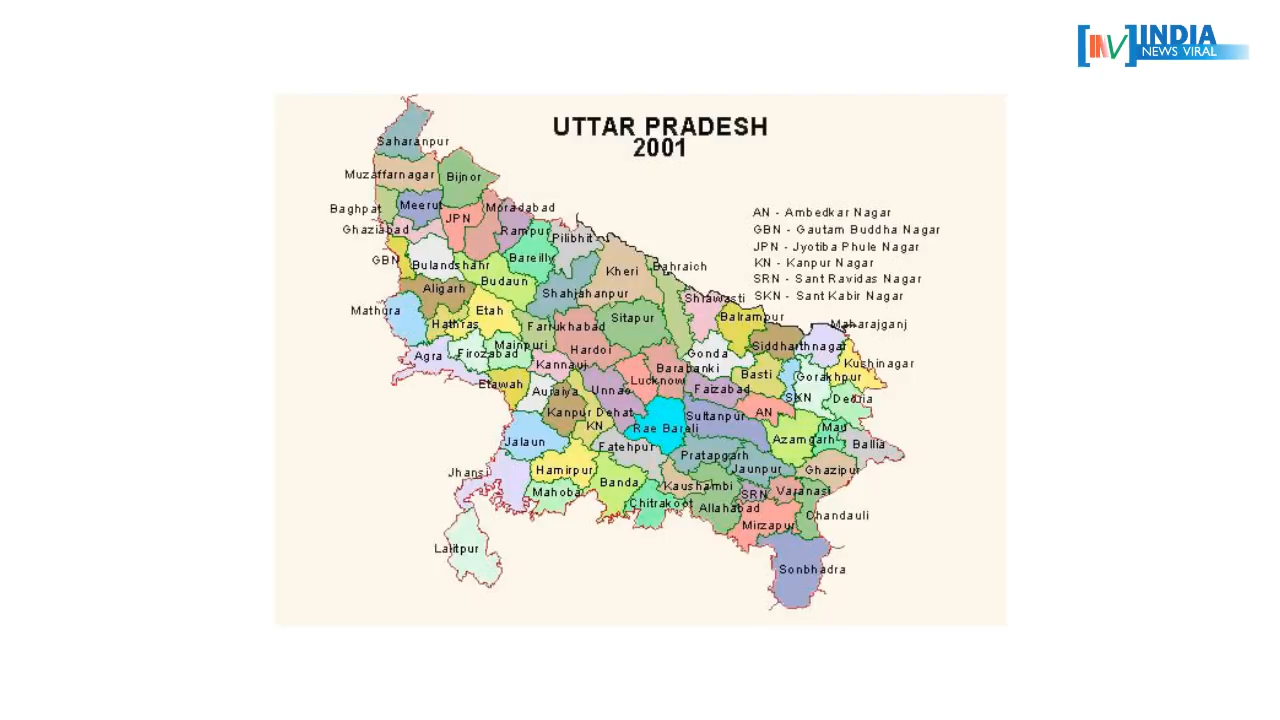 INDIA
NEWS VIRAL
UTTAR PRADESH
2001
AN - Ambedkar Nagar
GBN - Gautam Buddha Nagar
JPN - Jyotiba Phule Nagar
KN - Kanpur Nagar
SRN - Sant Ravidas Nagar
SKN - Sant Kabir Nagar
Saharanpur
Muzaffarnagar
Bijnor
Baghpat
Meerut
JPN
Moradabad
Ghaziabad
Rampur
Pilibhit
GBN
Bulandshahr
Bareilly
Kheri
Bahraich
Aligarh
Budaun
Shahjahanpur
Shrawasti
Mathura
Hathras
Etah
Farrukhabad
Sitapur
Balrampur
Maharajganj
Agra
Firozabad
Mainpuri
Hardoi
Gonda
Siddharthnagar
Kannauj
Barabanki
Basti
Gorakhpur
Kushinagar
Etawah
Auraiya
Unnao
Lucknow
Faizabad
SKN
Deoria
Kanpur Dehat
KN
Rae Bareli
Sultanpur
AN
Mau
Jalaun
Fatehpur
Pratapgarh
Azamgarh
Ballia
Jhansi
Hamirpur
Banda
Kaushambi
Jaunpur
Ghazipur
Mahoba
Chitrakoot
Allahabad
SRN
Varanasi
Mirzapur
Chandauli
Lalitpur
Sonbhadra